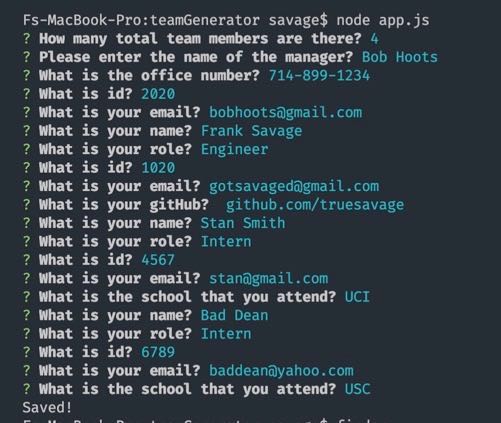 Fs-MacBook-Pro:teamGenerator savage$ node app.js
? How many total team members are there? 4
? Please enter the name of the manager? Bob Hoots
? What is the office number? 714-899-1234
? What is id? 2020
? What is your email? bobhoots@gmail.com
? What is your name? Frank Savage
? What is your role? Engineer
? What is id? 1020
? What is your email? gotsavaged@gmail.com
? What is your gitHub?  github.com/truesavage
? What is your name? Stan Smith
? What is your role? Intern
? What is id? 4567
? What is your email? stan@gmail.com
? What is the school that you attend? UCI
? What is your name? Bad Dean
? What is your role? Intern
? What is id? 6789
? What is your email? baddean@yahoo.com
? What is the school that you attend? USC
Saved!